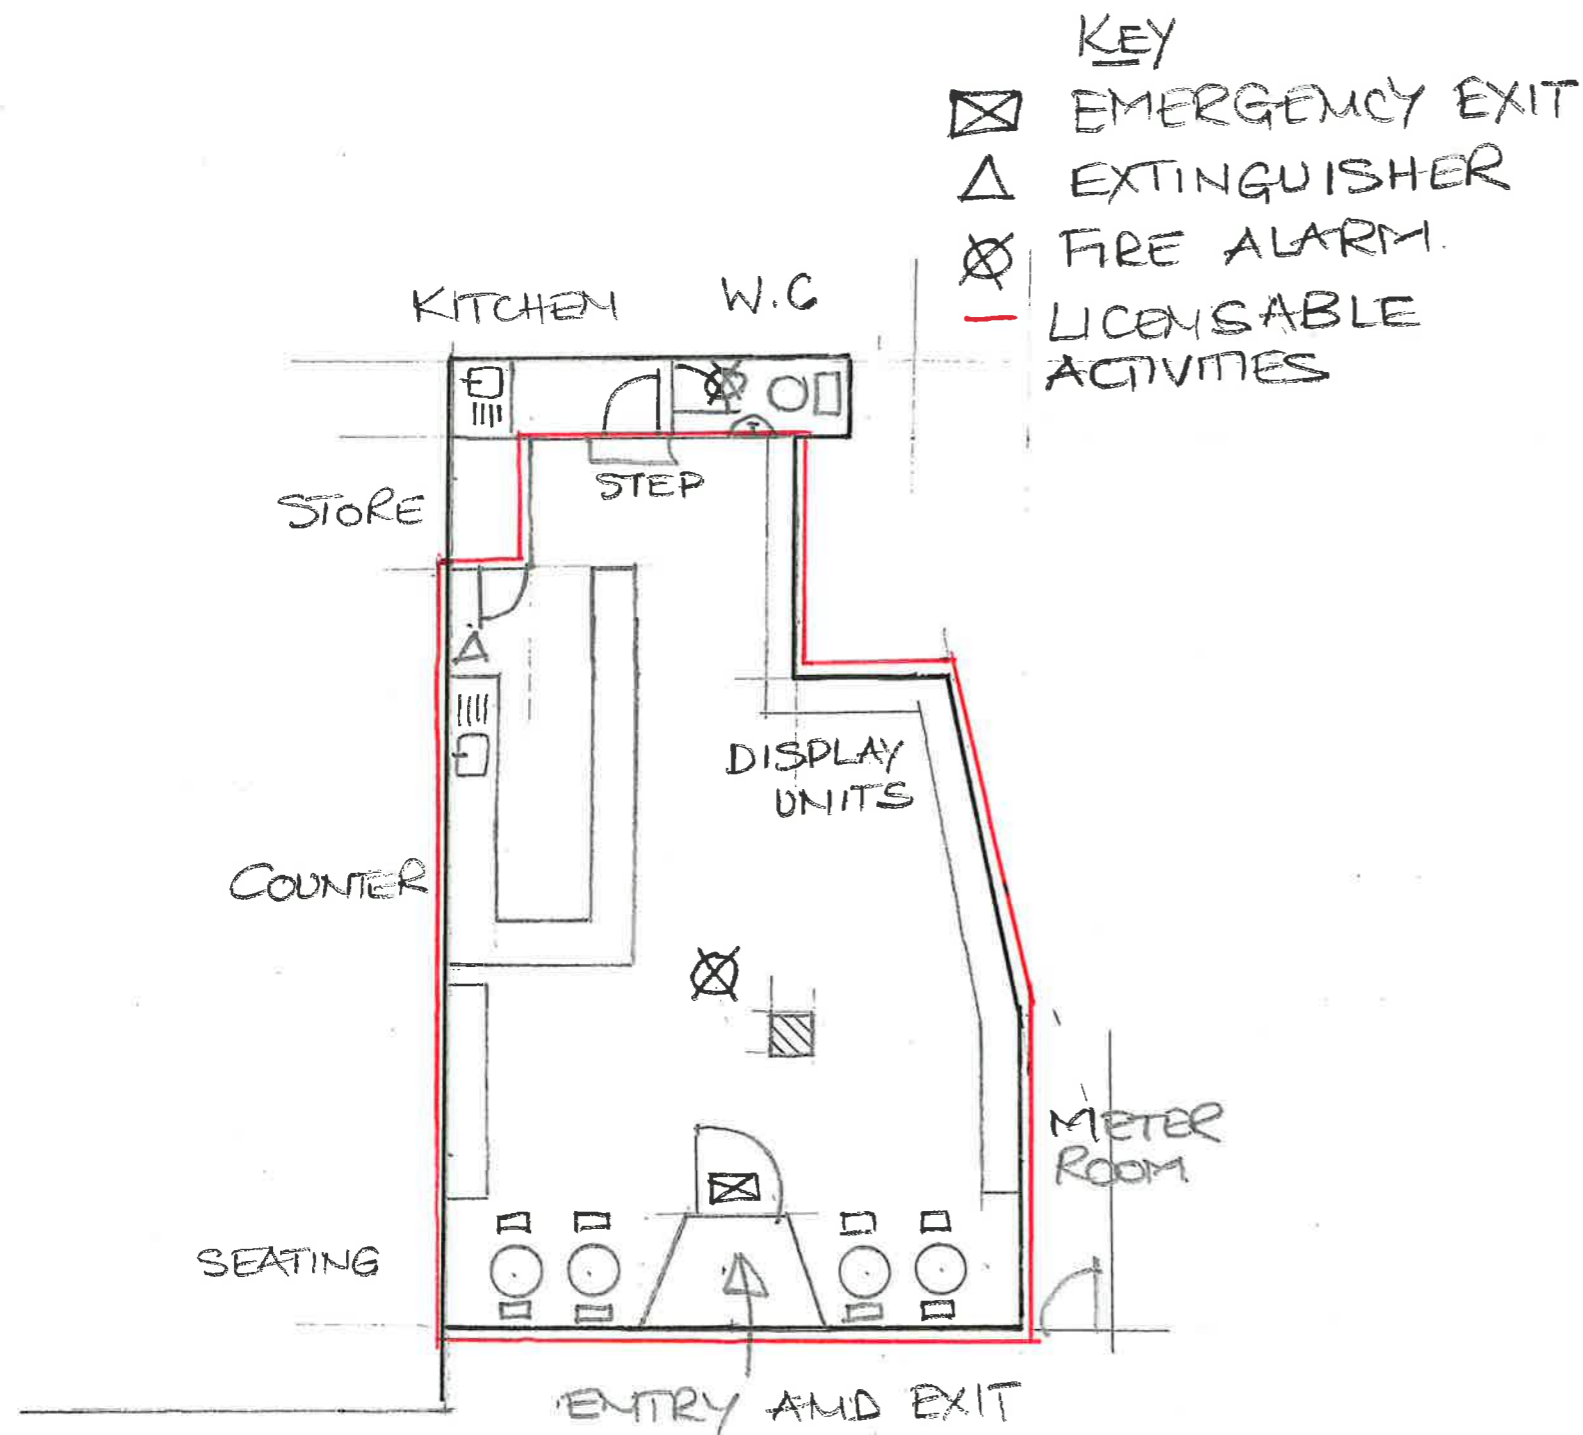 KEY
EMERGENCY EXIT
EXTINGUISHER
FIRE ALARM.
LICENSABLE
ACTIVITIES
KITCHEN
W.C
STEP
STORE
DISPLAY
UNITS
COUNTER
METER
ROOM
SEATING
ENTRY AND EXIT